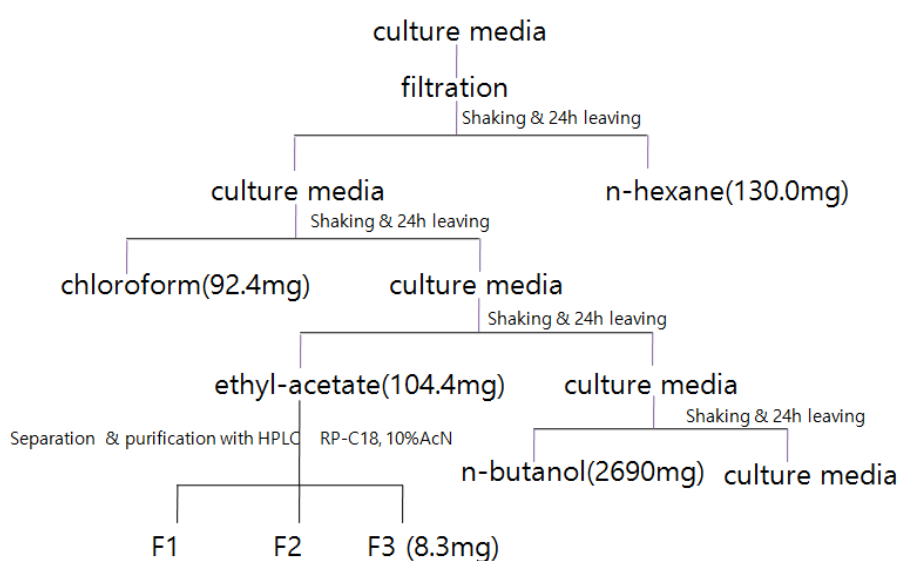 culture media
filtration
Shaking & 24h leaving
culture media
n-hexane(130.0mg)
Shaking & 24h leaving
chloroform(92.4mg)
culture media
Shaking & 24h leaving
ethyl-acetate(104.4mg)
culture media
Shaking & 24h leaving
Separation & purification with HPLC RP-C18, 10%AcN
n-butanol(2690mg)
culture media
F1
F2
F3 (8.3mg)